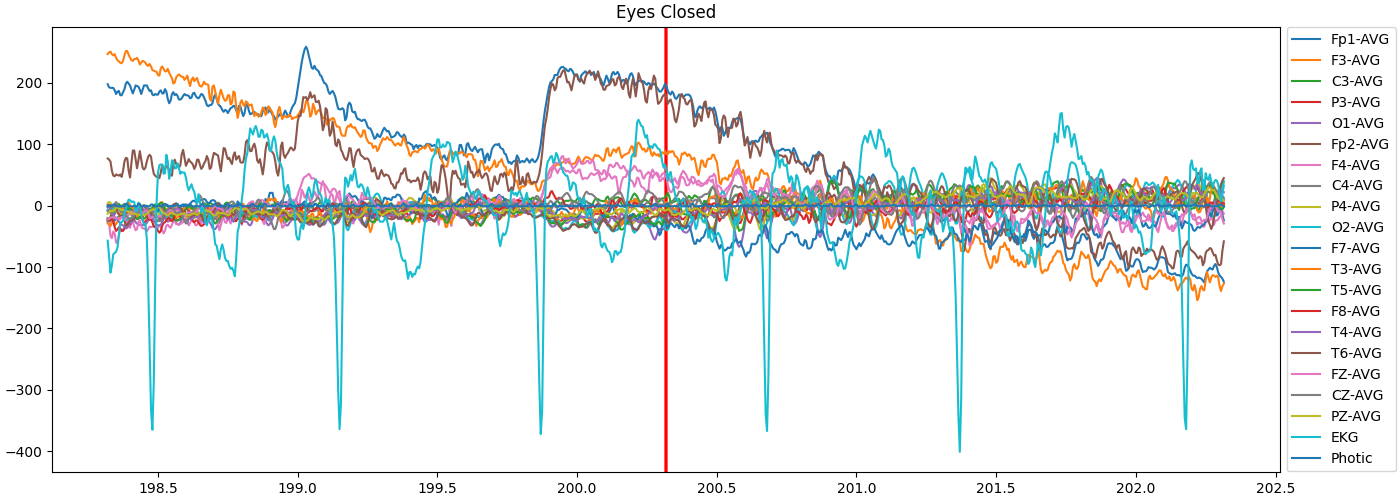 Eyes Closed
200
100
0
−100
−200
−300
−400
198.5 199.0 199.5 200.0 200.5 201.0 201.5 202.0 202.5
Fp1-AVG
F3-AVG
C3-AVG
P3-AVG
O1-AVG
Fp2-AVG
F4-AVG
C4-AVG
P4-AVG
O2-AVG
F7-AVG
T3-AVG
T5-AVG
F8-AVG
T4-AVG
T6-AVG
FZ-AVG
CZ-AVG
PZ-AVG
EKG
Photic